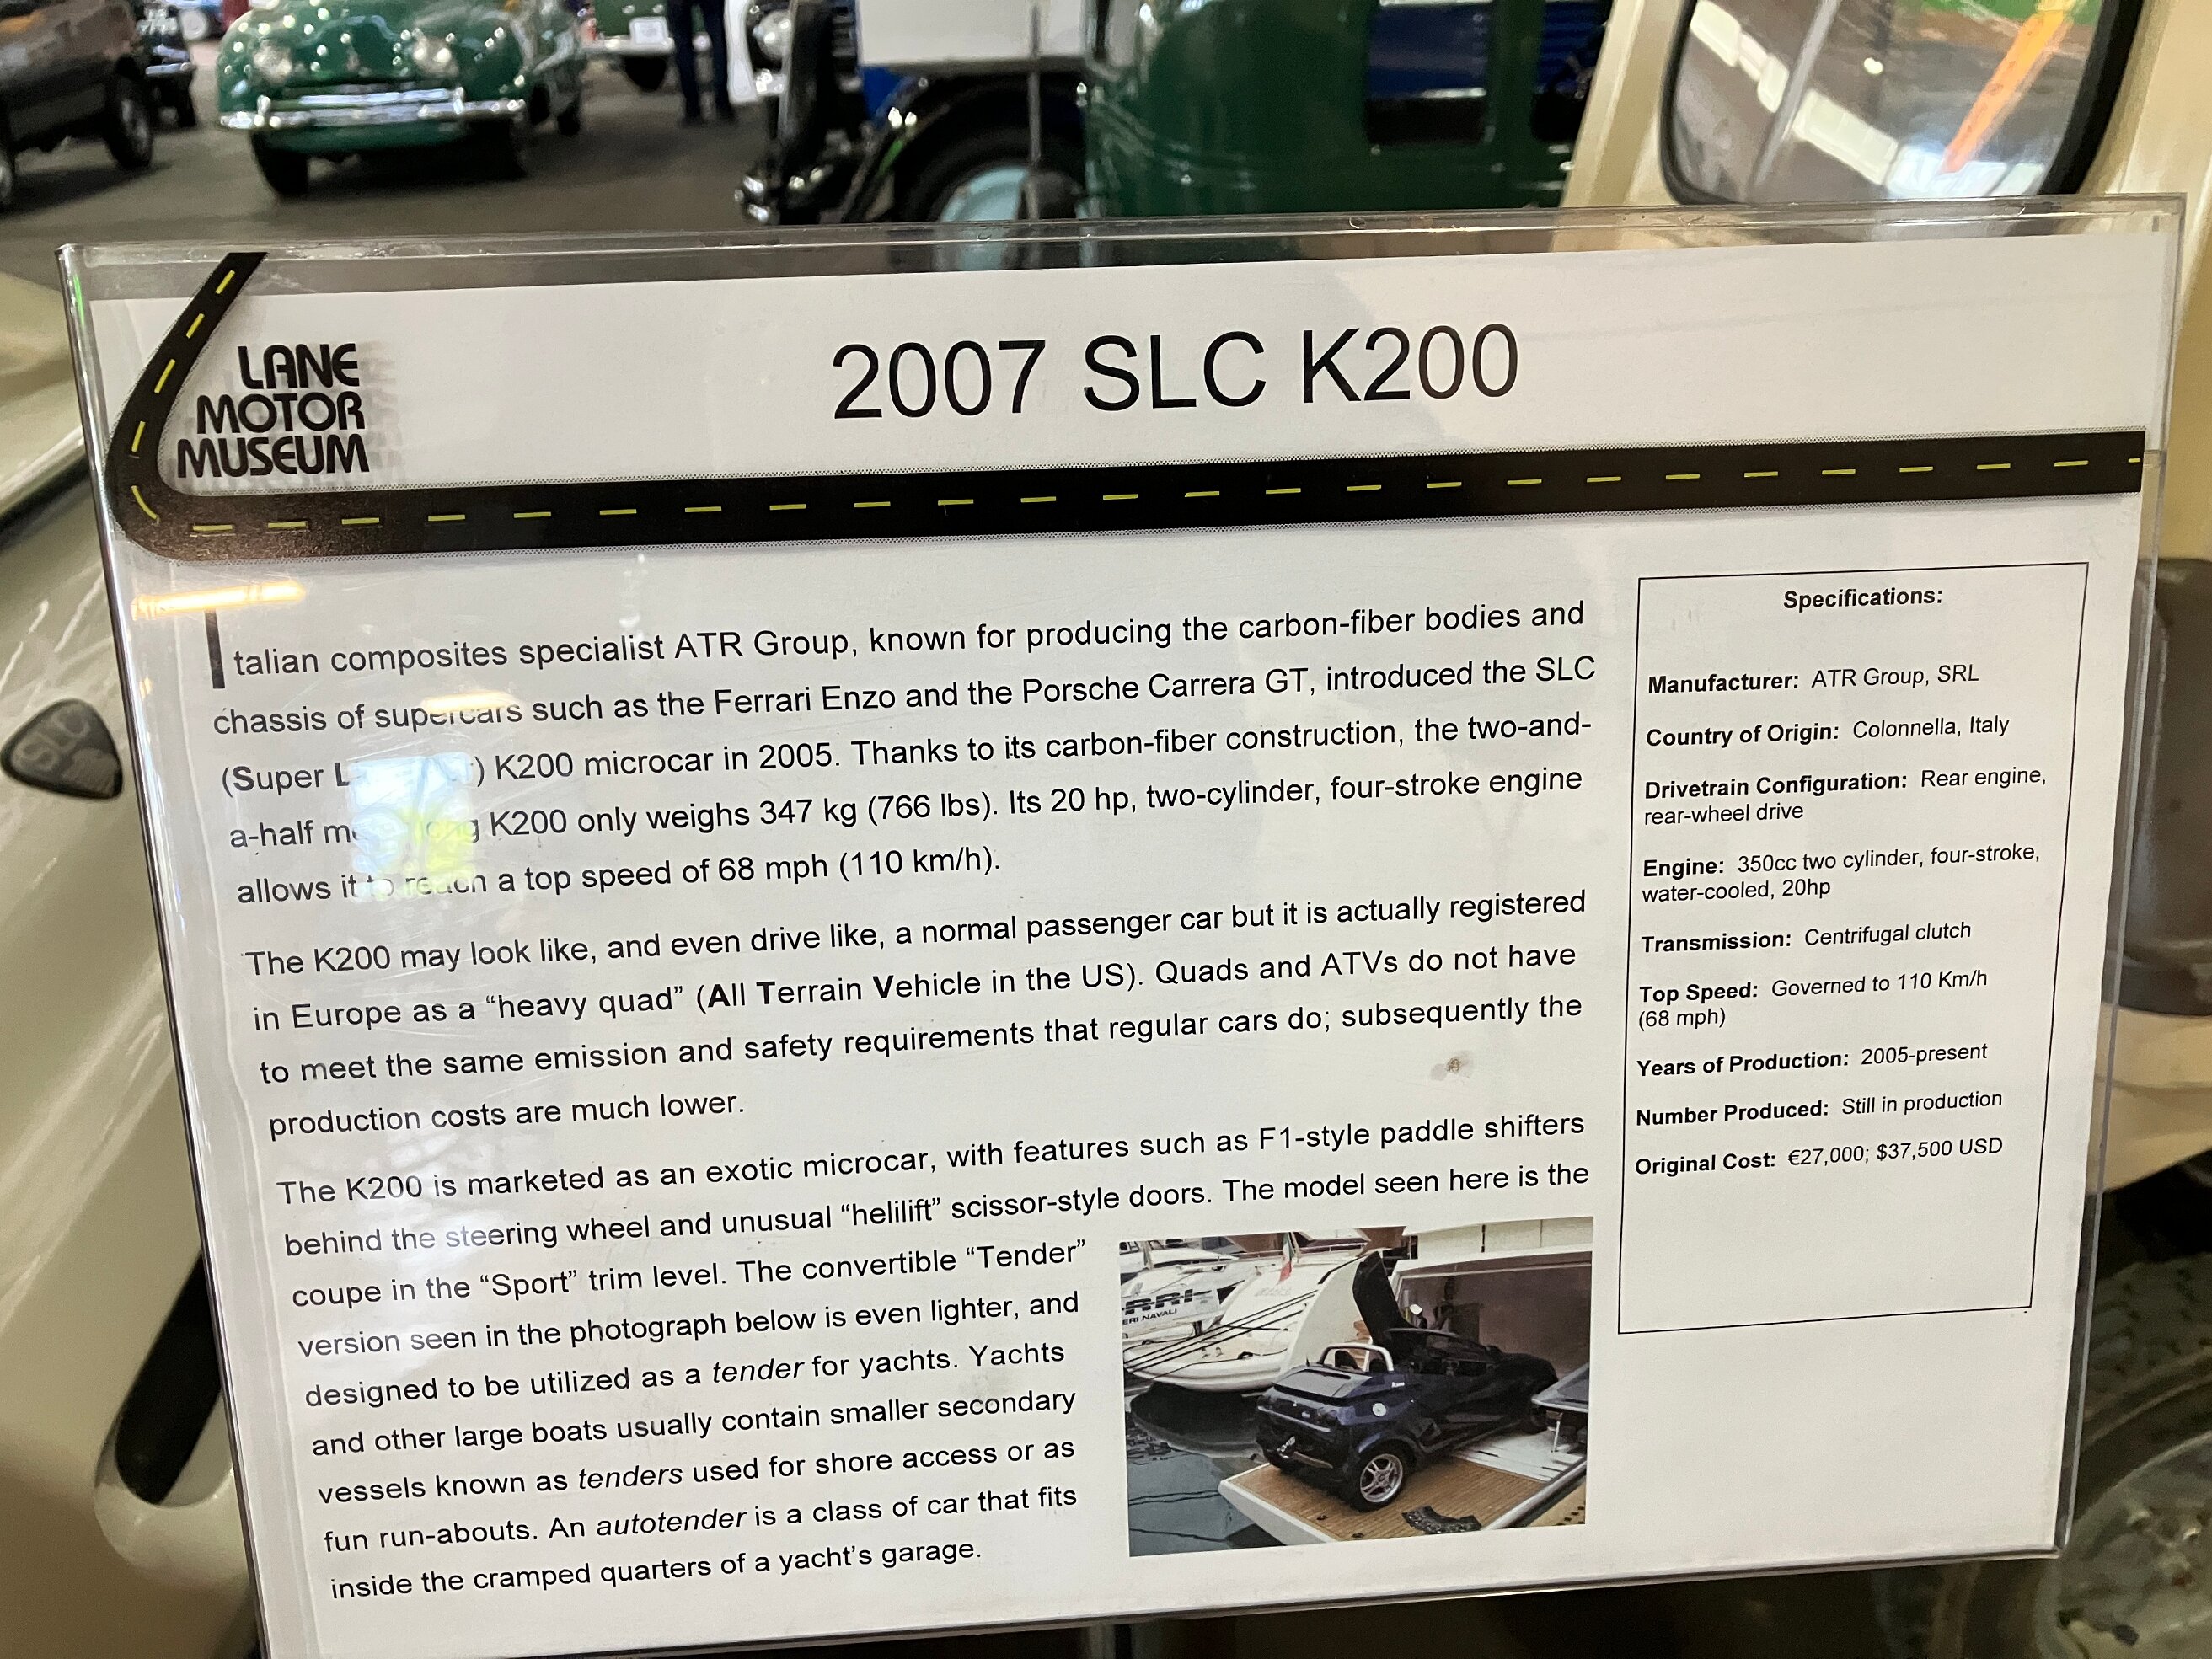 LANE
MOTOR
MUSEUM
2007 SLC K200
Italian composites specialist ATR Group, known for producing the carbon-fiber bodies and
chassis of supercars such as the Ferrari Enzo and the Porsche Carrera GT, introduced the SLC
(Super L ) K200 microcar in 2005. Thanks to its carbon-fiber construction, the two-and-
a-half K200 only weighs 347 kg (766 lbs). Its 20 hp, two-cylinder, four-stroke engine
allows it to reach a top speed of 68 mph (110 km/h).
The K200 may look like, and even drive like, a normal passenger car but it is actually registered
in Europe as a “heavy quad” (All Terrain Vehicle in the US). Quads and ATVs do not have
to meet the same emission and safety requirements that regular cars do; subsequently the
production costs are much lower.
The K200 is marketed as an exotic microcar, with features such as F1-style paddle shifters
behind the steering wheel and unusual “helilift” scissor-style doors. The model seen here is the
coupe in the “Sport” trim level. The convertible “Tender”
version seen in the photograph below is even lighter, and
designed to be utilized as a tender for yachts. Yachts
and other large boats usually contain smaller secondary
vessels known as tenders used for shore access or as
fun run-abouts. An autotender is a class of car that fits
inside the cramped quarters of a yacht’s garage.
Specifications:
Manufacturer: ATR Group, SRL
Country of Origin: Colonnella, Italy
Drivetrain Configuration: Rear engine,
rear-wheel drive
Engine: 350cc two cylinder, four-stroke,
water-cooled, 20hp
Transmission: Centrifugal clutch
Top Speed: Governed to 110 Km/h
(68 mph)
Years of Production: 2005-present
Number Produced: Still in production
Original Cost: €27,000; $37,500 USD
SLC